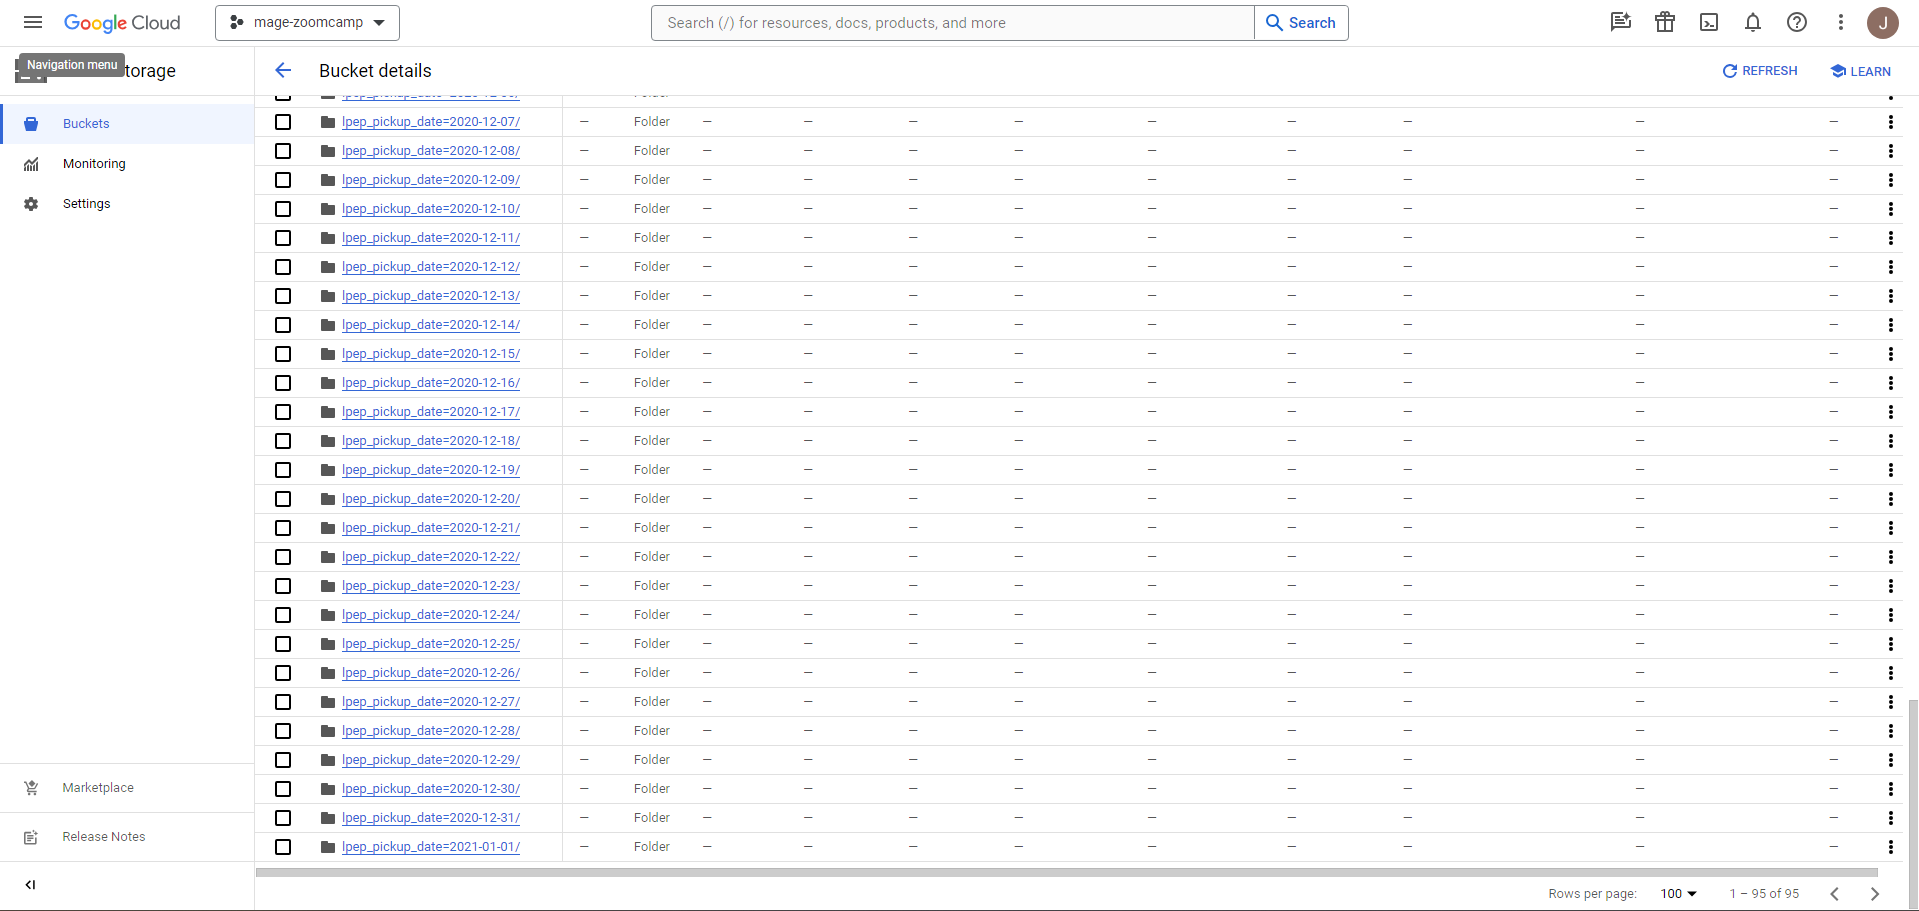 Google Cloud
mage-zoomcamp
Search (/) for resources, docs, products, and more
Search
J
Navigation menu
torage
Bucket details
REFRESH
LEARN
Buckets
Monitoring
Settings
Marketplace
Release Notes
lpep_pickup_date=2020-12-07/ — Folder — — — — — — — — —
lpep_pickup_date=2020-12-08/ — Folder — — — — — — — — —
lpep_pickup_date=2020-12-09/ — Folder — — — — — — — — —
lpep_pickup_date=2020-12-10/ — Folder — — — — — — — — —
lpep_pickup_date=2020-12-11/ — Folder — — — — — — — — —
lpep_pickup_date=2020-12-12/ — Folder — — — — — — — — —
lpep_pickup_date=2020-12-13/ — Folder — — — — — — — — —
lpep_pickup_date=2020-12-14/ — Folder — — — — — — — — —
lpep_pickup_date=2020-12-15/ — Folder — — — — — — — — —
lpep_pickup_date=2020-12-16/ — Folder — — — — — — — — —
lpep_pickup_date=2020-12-17/ — Folder — — — — — — — — —
lpep_pickup_date=2020-12-18/ — Folder — — — — — — — — —
lpep_pickup_date=2020-12-19/ — Folder — — — — — — — — —
lpep_pickup_date=2020-12-20/ — Folder — — — — — — — — —
lpep_pickup_date=2020-12-21/ — Folder — — — — — — — — —
lpep_pickup_date=2020-12-22/ — Folder — — — — — — — — —
lpep_pickup_date=2020-12-23/ — Folder — — — — — — — — —
lpep_pickup_date=2020-12-24/ — Folder — — — — — — — — —
lpep_pickup_date=2020-12-25/ — Folder — — — — — — — — —
lpep_pickup_date=2020-12-26/ — Folder — — — — — — — — —
lpep_pickup_date=2020-12-27/ — Folder — — — — — — — — —
lpep_pickup_date=2020-12-28/ — Folder — — — — — — — — —
lpep_pickup_date=2020-12-29/ — Folder — — — — — — — — —
lpep_pickup_date=2020-12-30/ — Folder — — — — — — — — —
lpep_pickup_date=2020-12-31/ — Folder — — — — — — — — —
lpep_pickup_date=2021-01-01/ — Folder — — — — — — — — —
Rows per page: 100 1 – 95 of 95